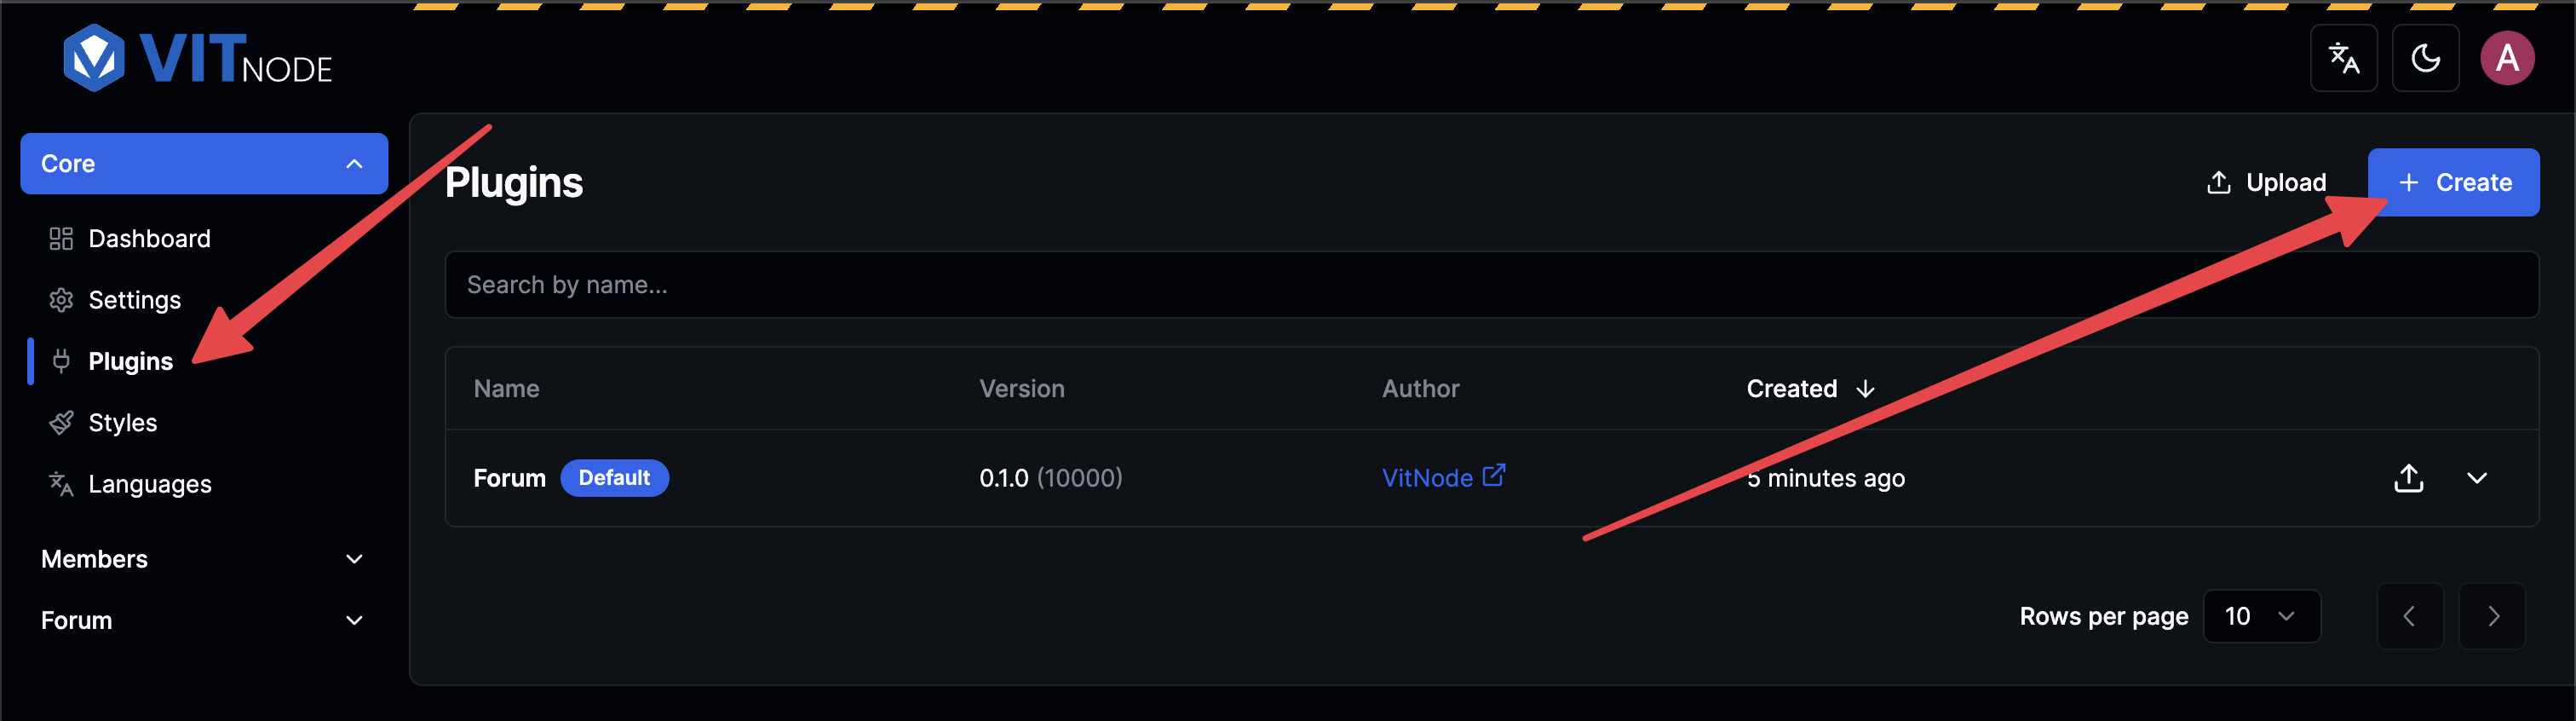 VITNODE
A
Core
Dashboard
Settings
Plugins
Styles
Languages
Members
Forum
Plugins
Upload
Create
Search by name...
Name Version Author Created
Forum Default 0.1.0 (10000) VitNode 5 minutes ago
Rows per page 10